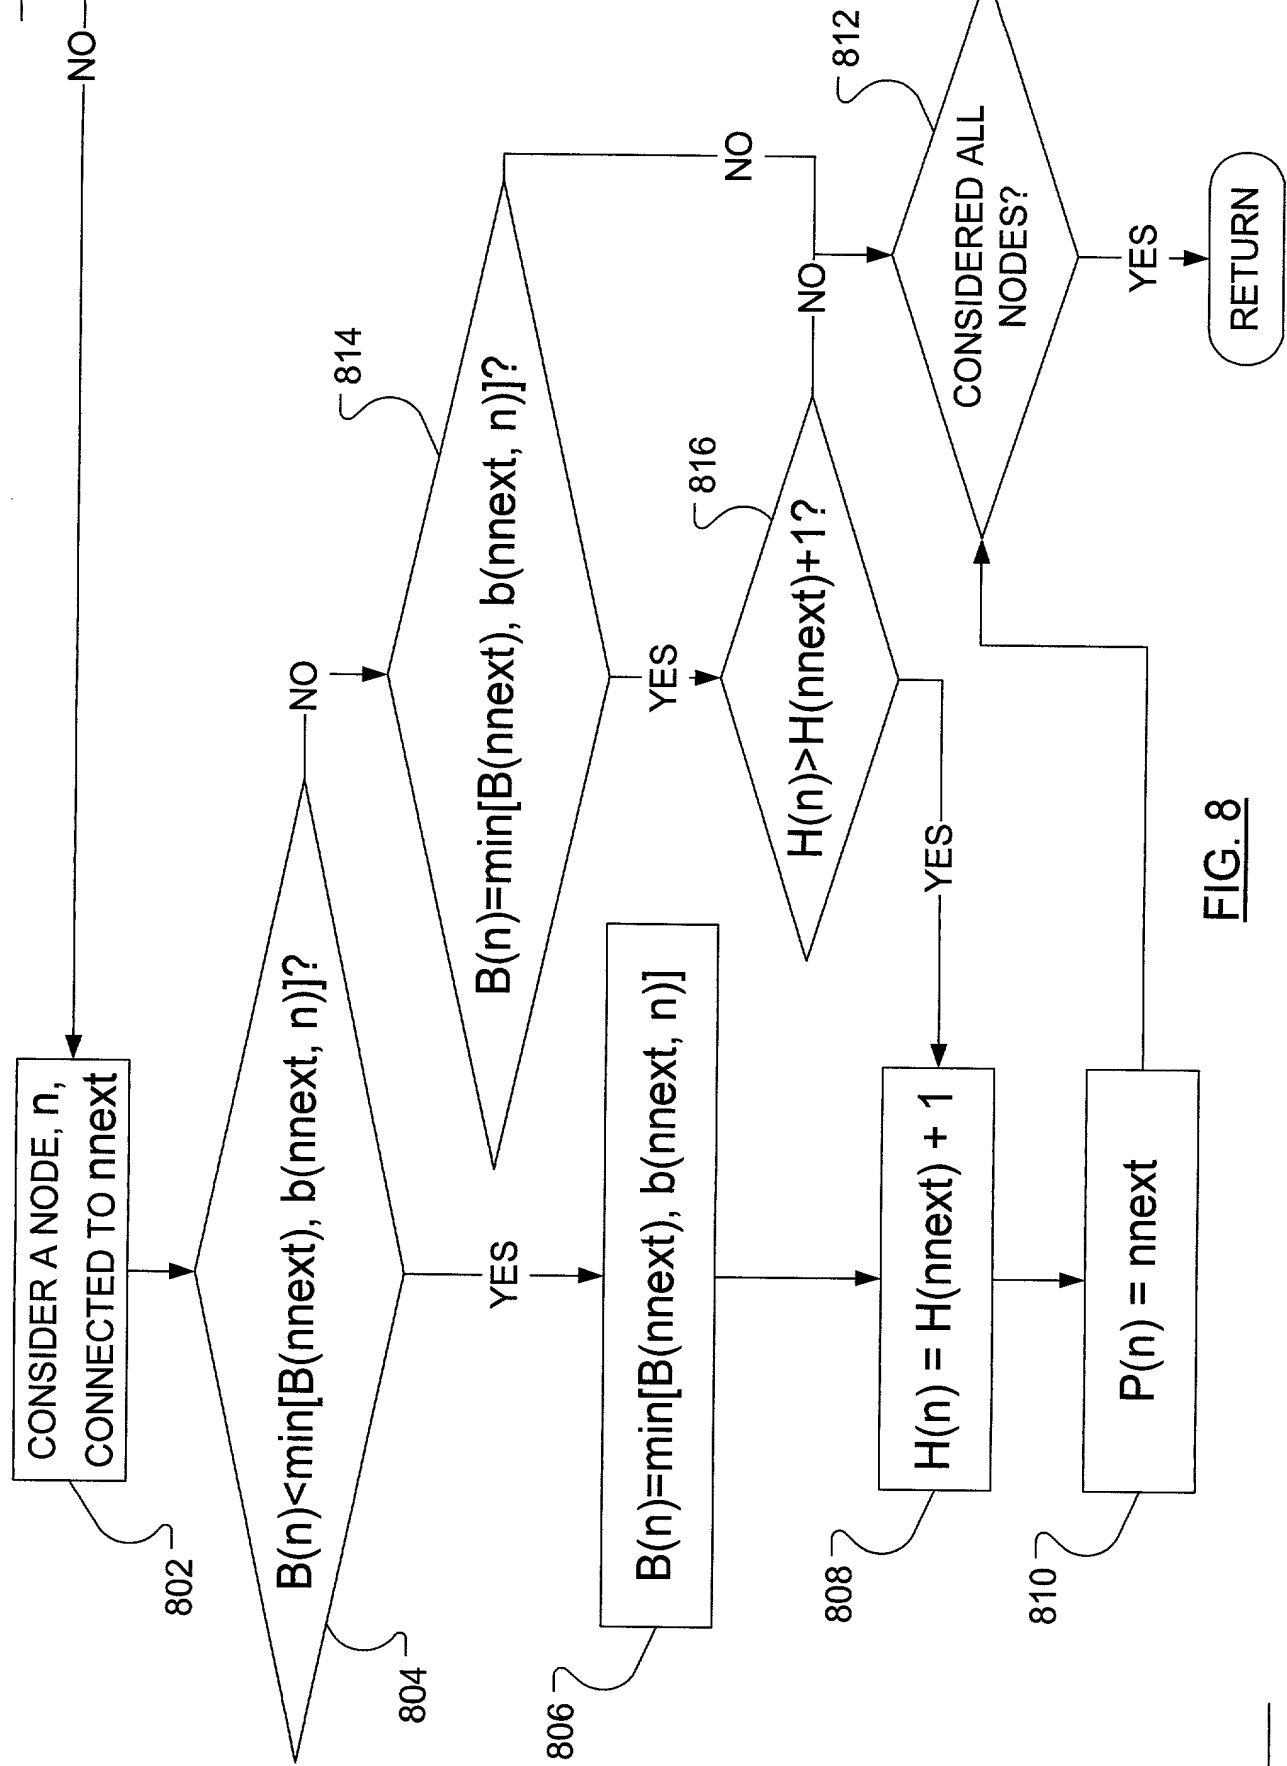 NO
CONSIDER A NODE, n,
CONNECTED TO nnext
802
B(n)<min[B(nnext), b(nnext, n)]?
804
NO
YES
B(n)=min[B(nnext), b(nnext, n)]?
814
B(n)=min[B(nnext), b(nnext, n)]
806
YES
NO
H(n)>H(nnext)+1?
816
NO
YES
H(n) = H(nnext) + 1
808
CONSIDERED ALL
NODES?
812
P(n) = nnext
810
YES
RETURN
FIG. 8